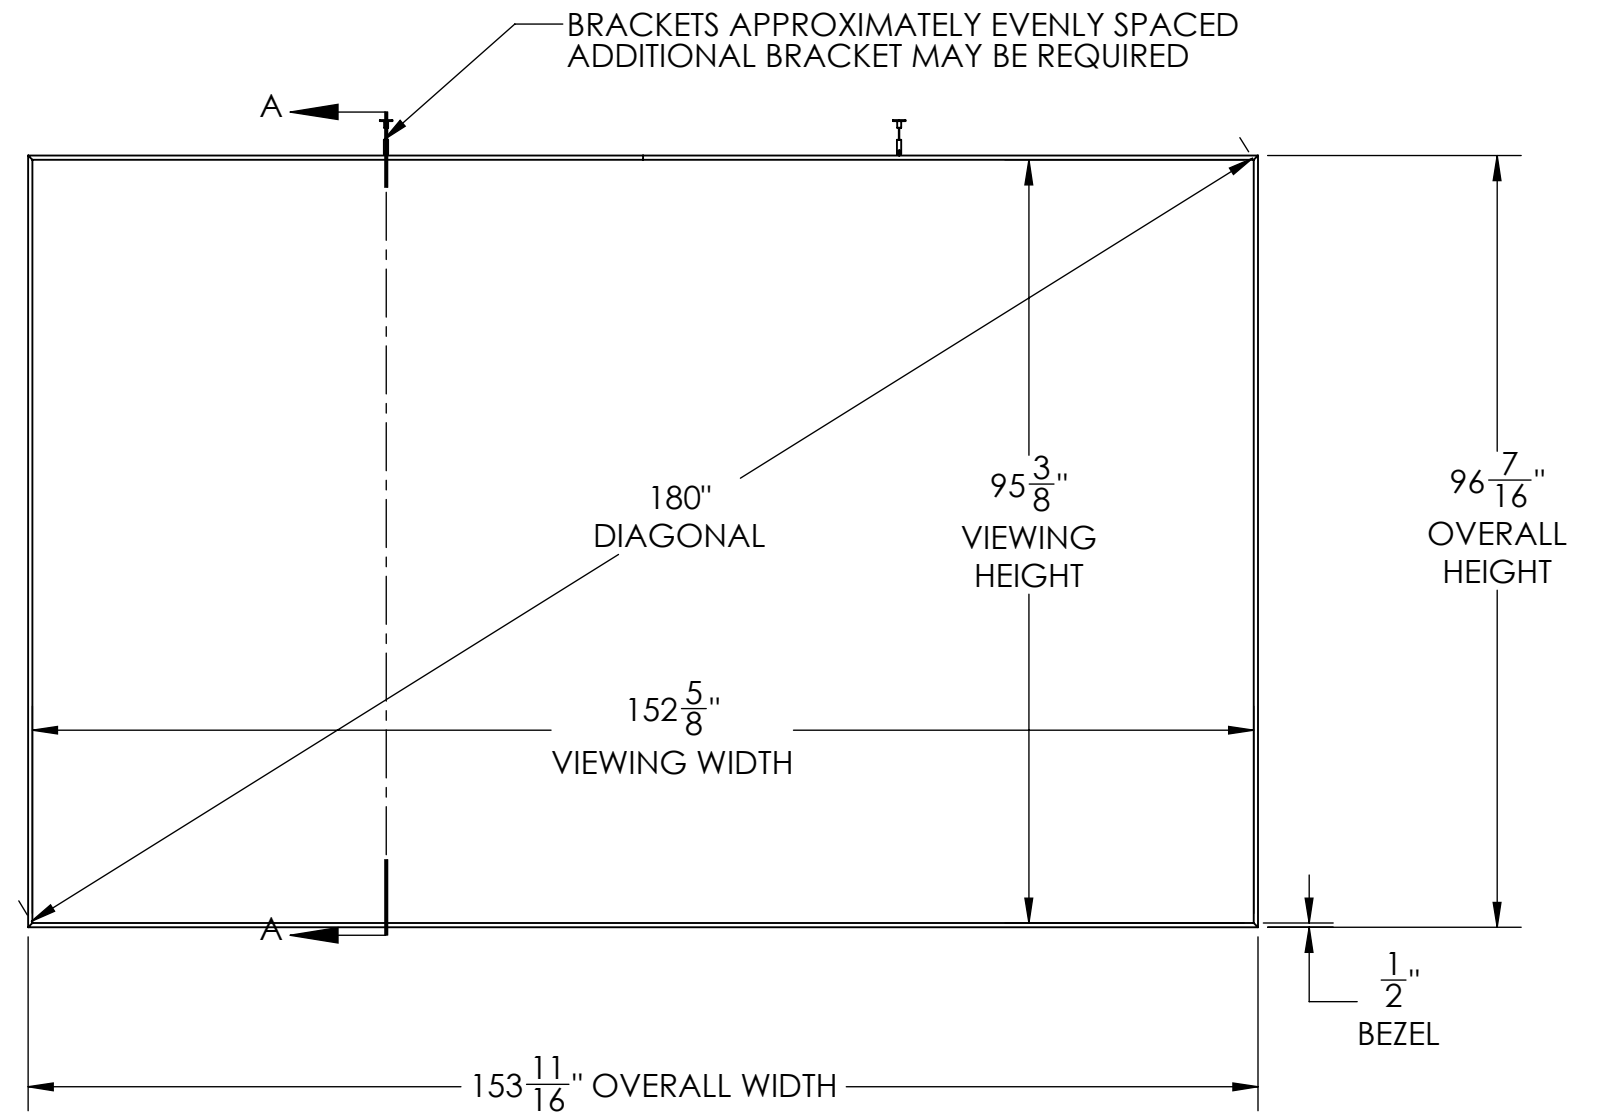 BRACKETS APPROXIMATELY EVENLY SPACED
ADDITIONAL BRACKET MAY BE REQUIRED
A
180"
DIAGONAL
95 3/8"
VIEWING
HEIGHT
96 7/16"
OVERALL
HEIGHT
152 5/8"
VIEWING WIDTH
A
1/2"
BEZEL
153 11/16" OVERALL WIDTH